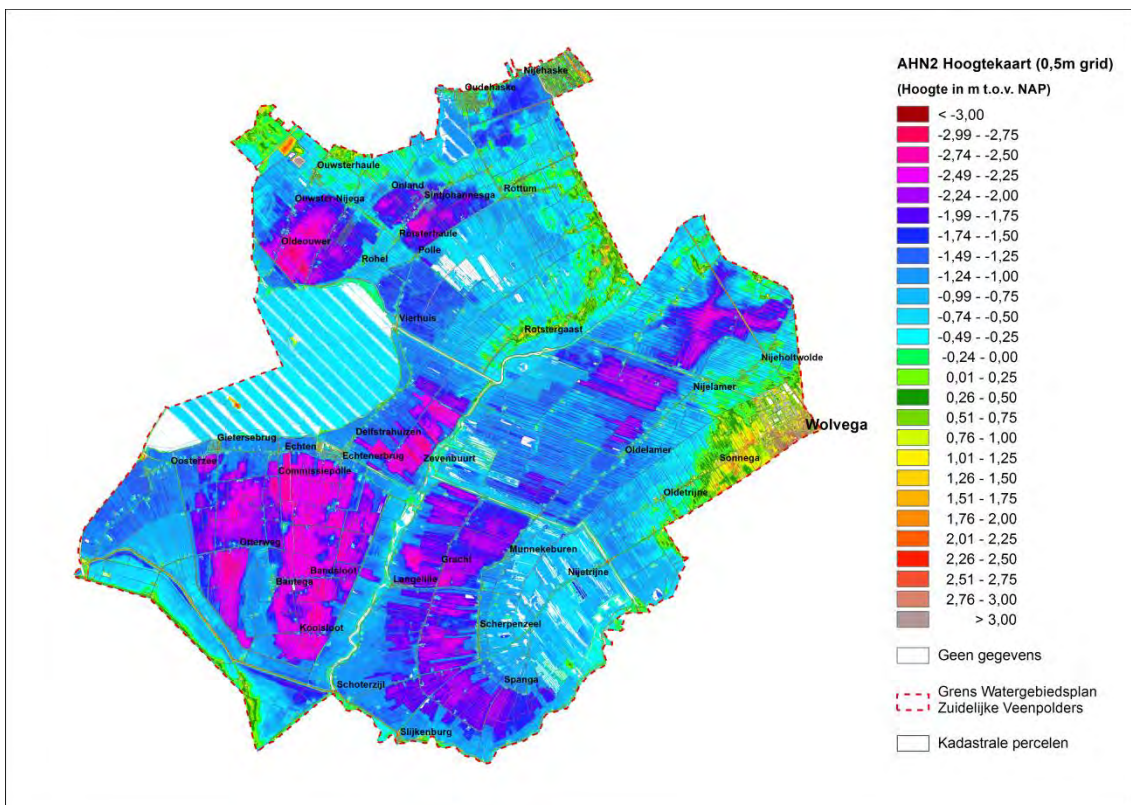 AHN2 Hoogtekaart (0,5m grid)
(Hoogte in m t.o.v. NAP)
< -3,00
-2,99 - -2,75
-2,74 - -2,50
-2,49 - -2,25
-2,24 - -2,00
-1,99 - -1,75
-1,74 - -1,50
-1,49 - -1,25
-1,24 - -1,00
-0,99 - -0,75
-0,74 - -0,50
-0,49 - -0,25
-0,24 - 0,00
0,01 - 0,25
0,26 - 0,50
0,51 - 0,75
0,76 - 1,00
1,01 - 1,25
1,26 - 1,50
1,51 - 1,75
1,76 - 2,00
2,01 - 2,25
2,26 - 2,50
2,51 - 2,75
2,76 - 3,00
> 3,00
Geen gegevens
Grens Watergebiedsplan
Zuidelijke Veenpolders
Kadastrale percelen
Nijehaske
Oudehaske
Ouwsterhaule
Onland
Sintjohannesga
Rottum
Ouwster-Nijega
Oldeouwer
Rotsterhaule
Polle
Rohel
Vierhuis
Rotstergaast
Nijeholtwolde
Nijelamer
Wolvega
Sonnega
Oldelamer
Oldetrijne
Delfstrahuizen
Gietersebrug
Echten
Echtenerbrug
Zevenbuurt
Oosterzee
Commissiepolle
Otterweg
Bandsloot
Bantega
Kooisloot
Gracht
Langelille
Munnekeburen
Nijetrijne
Scherpenzeel
Spanga
Schoterzijl
Slijkenburg